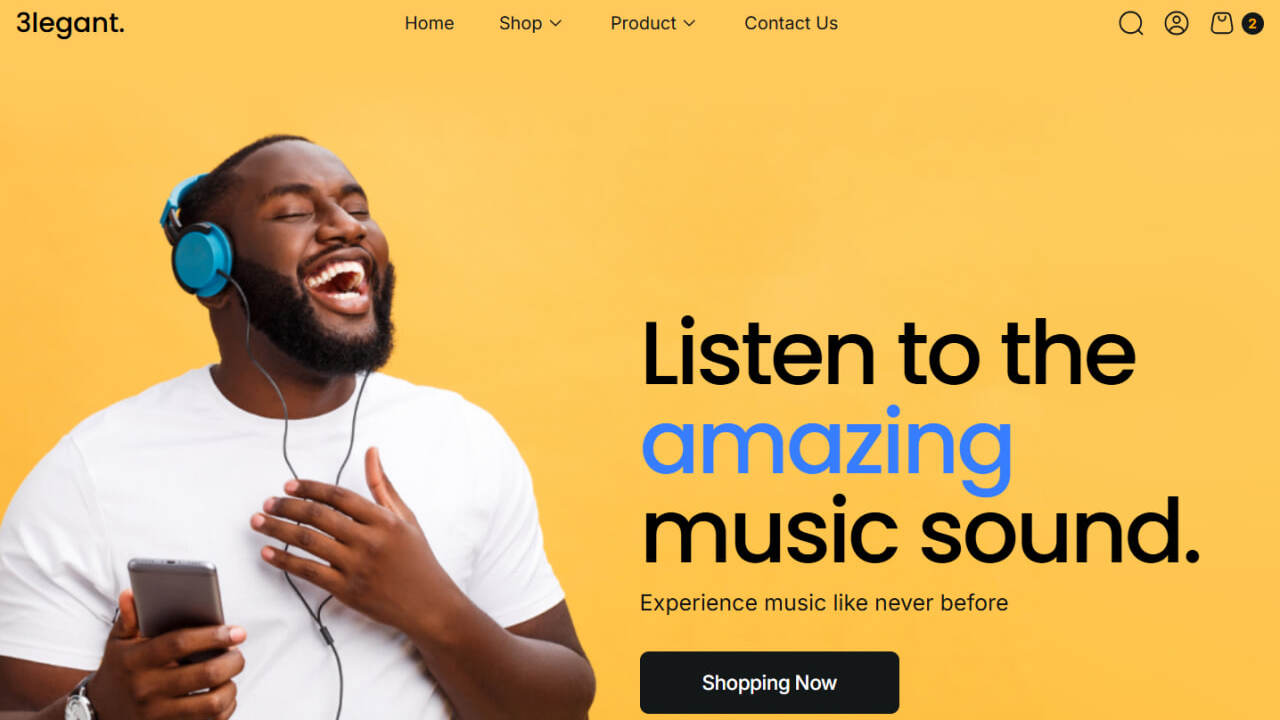 3legant.
Home Shop Product Contact Us
2
Listen to the
amazing
music sound.
Experience music like never before
Shopping Now